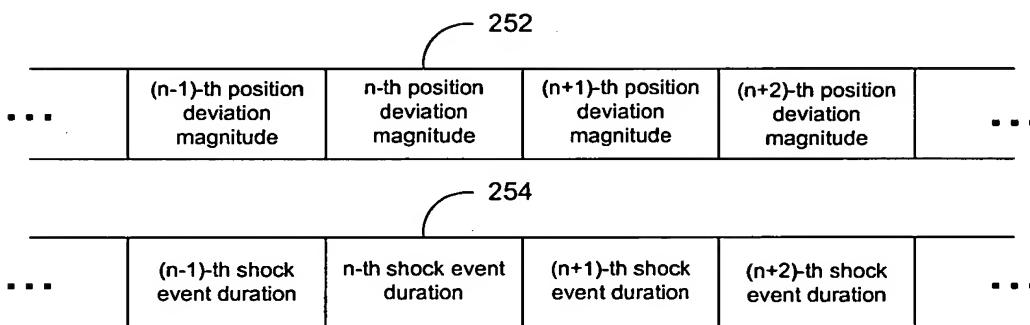 252
(n-1)-th position deviation magnitude
n-th position deviation magnitude
(n+1)-th position deviation magnitude
(n+2)-th position deviation magnitude
...
...
254
(n-1)-th shock event duration
n-th shock event duration
(n+1)-th shock event duration
(n+2)-th shock event duration
...
...